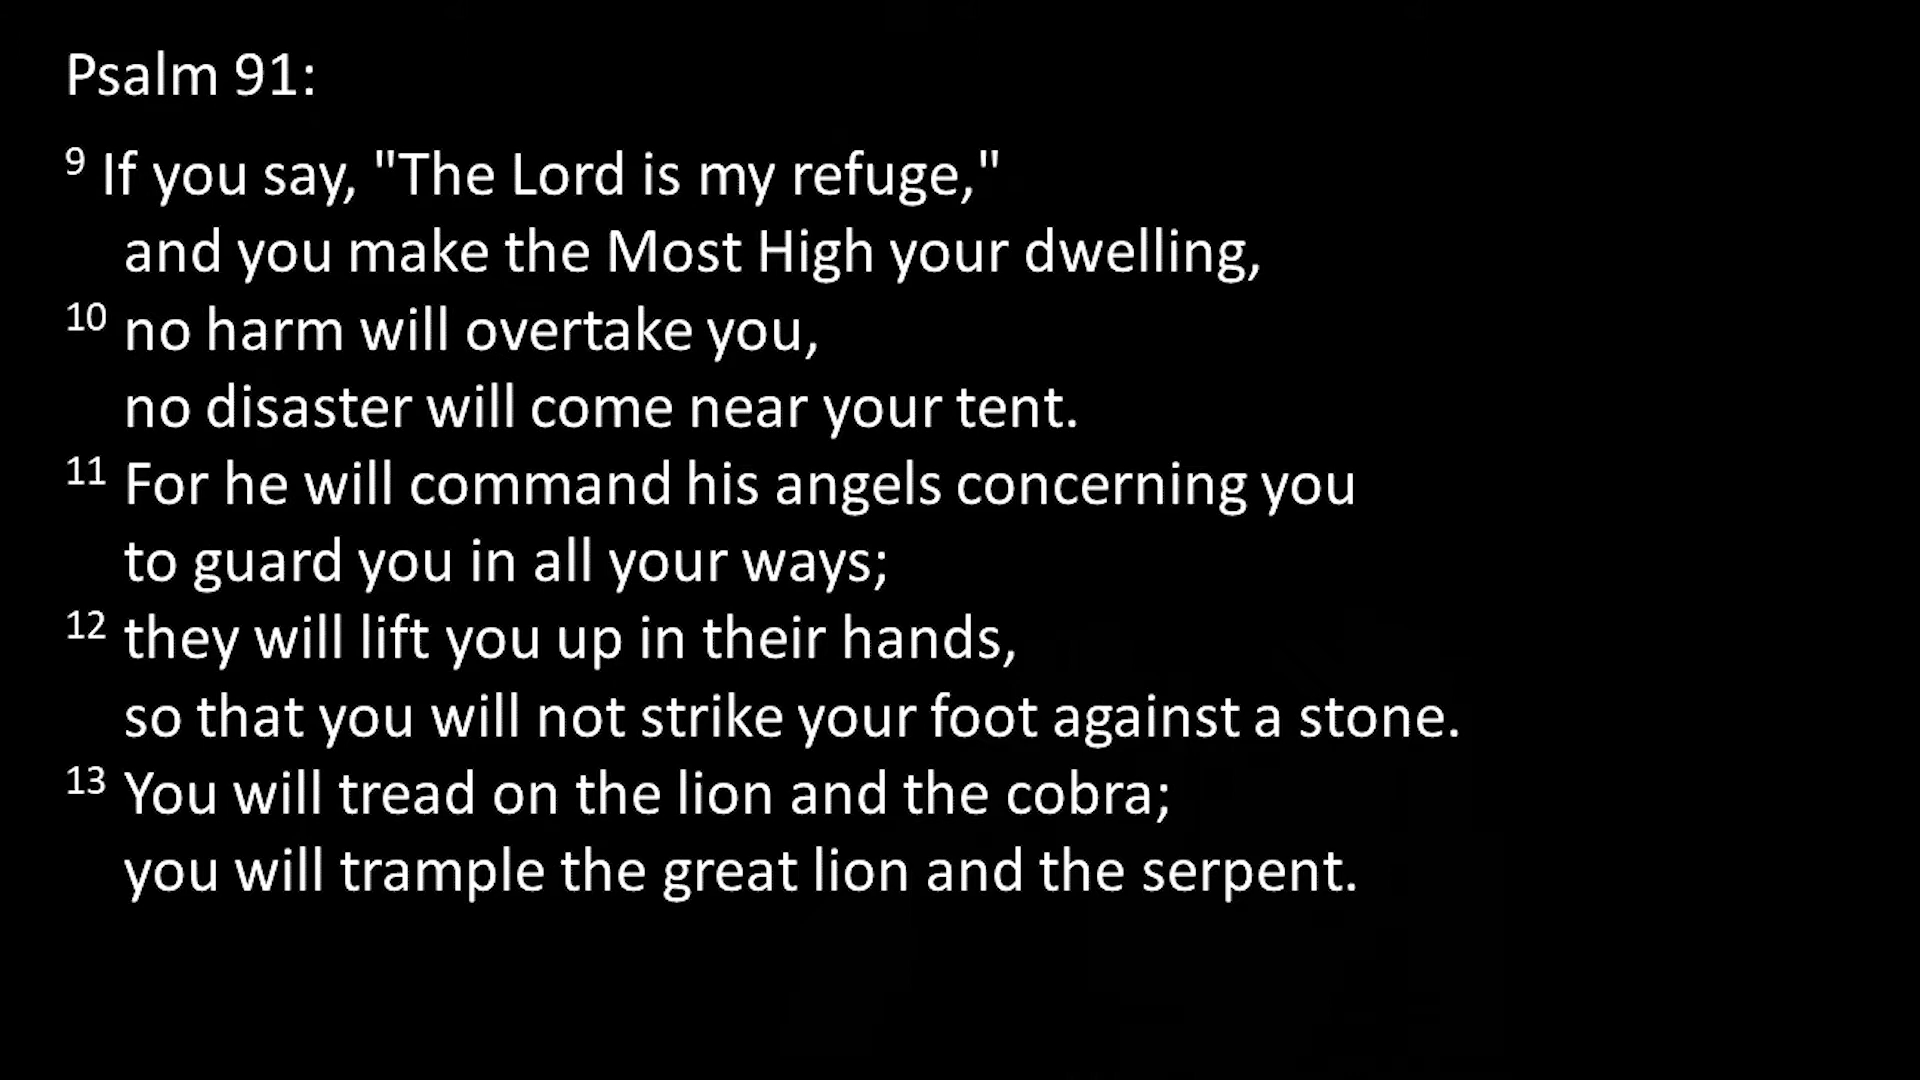 Psalm 91:
9 If you say, "The Lord is my refuge,"
and you make the Most High your dwelling,
10 no harm will overtake you,
no disaster will come near your tent.
11 For he will command his angels concerning you
to guard you in all your ways;
12 they will lift you up in their hands,
so that you will not strike your foot against a stone.
13 You will tread on the lion and the cobra;
you will trample the great lion and the serpent.